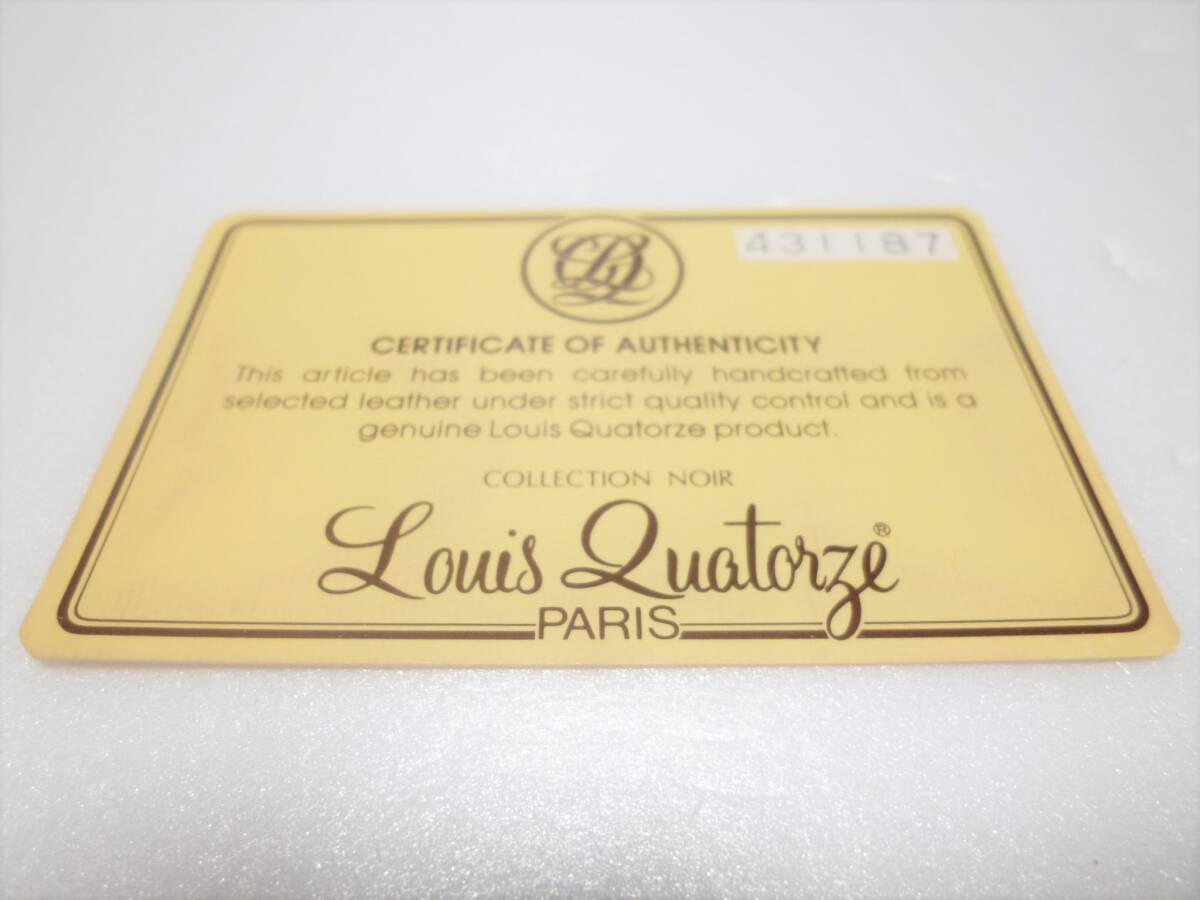 431187
CERTIFICATE OF AUTHENTICITY
This article has been carefully handcrafted from
selected leather under strict quality control and is a
genuine Louis Quatorze product.
COLLECTION NOIR
Louis Quatorze®
PARIS